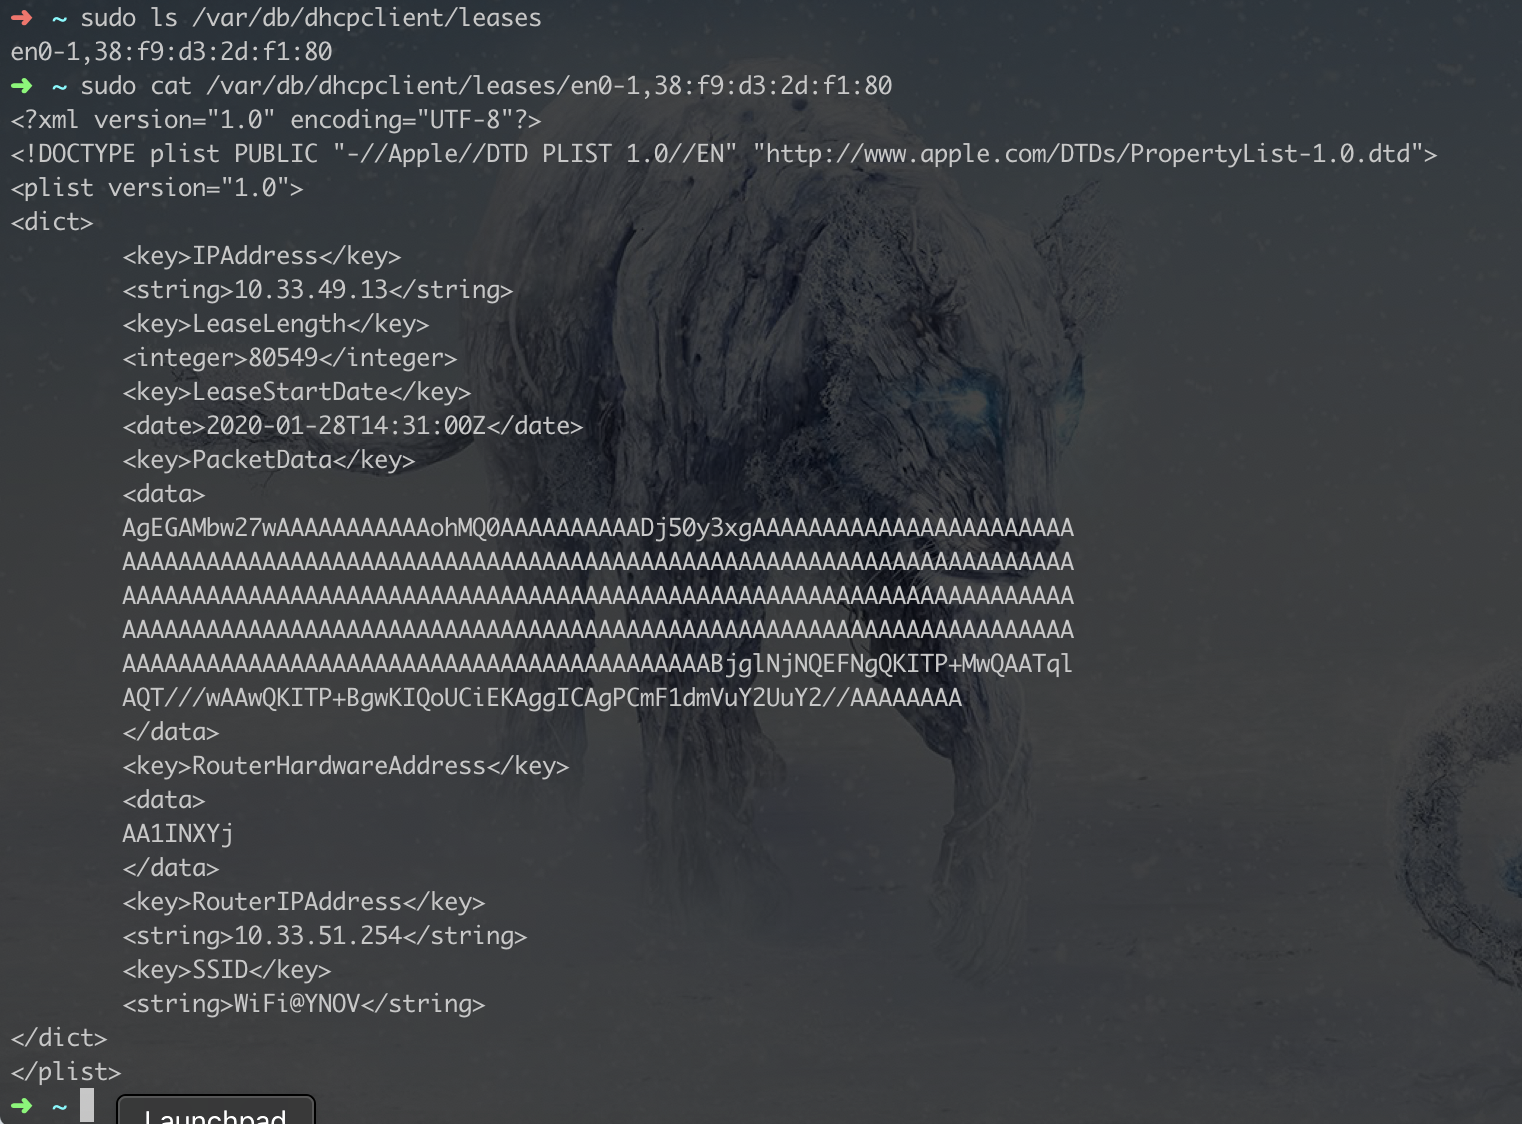 ➜ ~ sudo ls /var/db/dhcpclient/leases
en0-1,38:f9:d3:2d:f1:80
➜ ~ sudo cat /var/db/dhcpclient/leases/en0-1,38:f9:d3:2d:f1:80
<?xml version="1.0" encoding="UTF-8"?>
<!DOCTYPE plist PUBLIC "-//Apple//DTD PLIST 1.0//EN" "http://www.apple.com/DTDs/PropertyList-1.0.dtd">
<plist version="1.0">
<dict>
<key>IPAddress</key>
<string>10.33.49.13</string>
<key>LeaseLength</key>
<integer>80549</integer>
<key>LeaseStartDate</key>
<date>2020-01-28T14:31:00Z</date>
<key>PacketData</key>
<data>
AgEGAMbw27wAAAAAAAAAAAohMQ0AAAAAAAAAADj50y3xgAAAAAAAAAAAAAAAAAAAAAAA
AAAAAAAAAAAAAAAAAAAAAAAAAAAAAAAAAAAAAAAAAAAAAAAAAAAAAAAAAAAAAAAAAAAA
AAAAAAAAAAAAAAAAAAAAAAAAAAAAAAAAAAAAAAAAAAAAAAAAAAAAAAAAAAAAAAAAAAAA
AAAAAAAAAAAAAAAAAAAAAAAAAAAAAAAAAAAAAAAAAAAAAAAAAAAAAAAAAAAAAAAAAAAA
AAAAAAAAAAAAAAAAAAAAAAAAAAAAAAAAAAAAAAAAAABjglNjNQEFNgQKITP+MwQAATql
AQT///wAAwQKITP+BgwKIQoUCiEKAggICAgPCmF1dmVuY2UuY2//AAAAAAAA
</data>
<key>RouterHardwareAddress</key>
<data>
AA1INXYj
</data>
<key>RouterIPAddress</key>
<string>10.33.51.254</string>
<key>SSID</key>
<string>WiFi@YNOV</string>
</dict>
</plist>
➜ ~
Launchpad